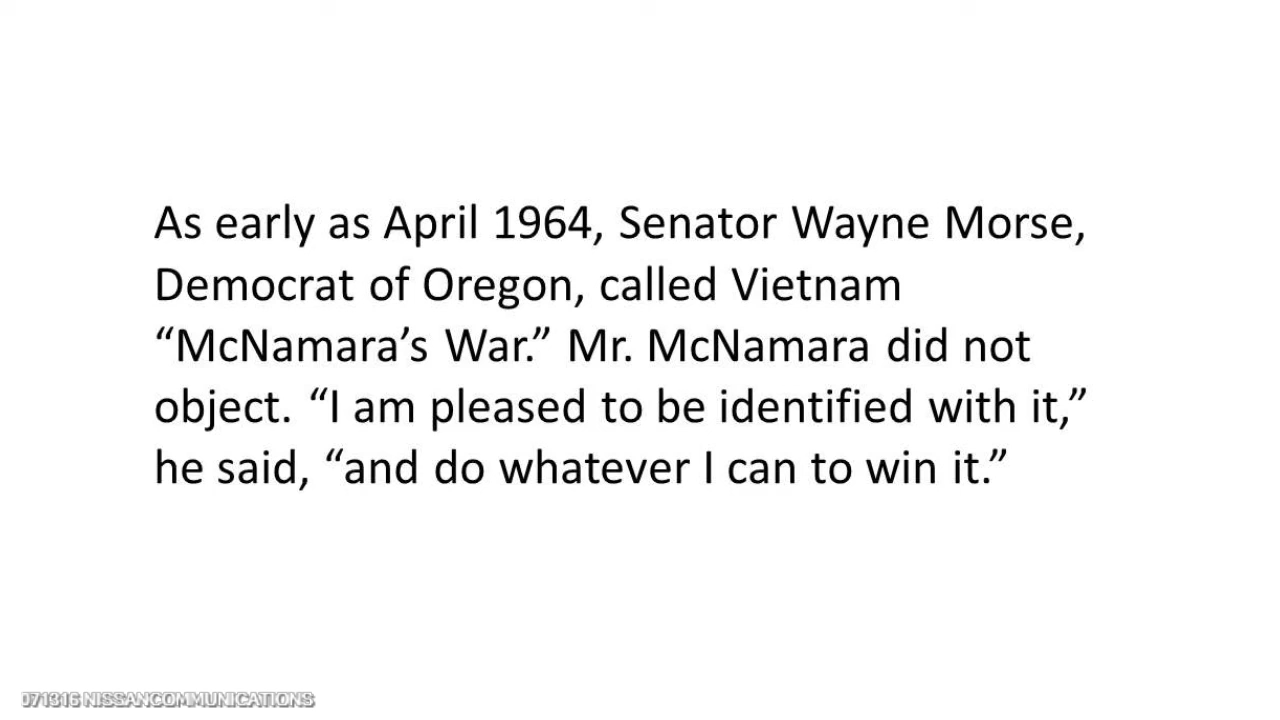 As early as April 1964, Senator Wayne Morse,
Democrat of Oregon, called Vietnam
“McNamara’s War.” Mr. McNamara did not
object. “I am pleased to be identified with it,”
he said, “and do whatever I can to win it.”
071316 NISSANCOMMUNICATIONS